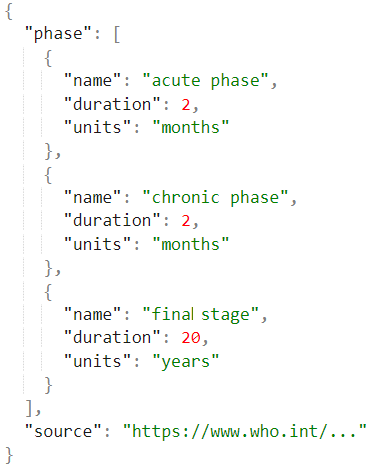 {
  "phase": [
    {
      "name": "acute phase",
      "duration": 2,
      "units": "months"
    },
    {
      "name": "chronic phase",
      "duration": 2,
      "units": "months"
    },
    {
      "name": "final stage",
      "duration": 20,
      "units": "years"
    }
  ],
  "source": "https://www.who.int/..."
}